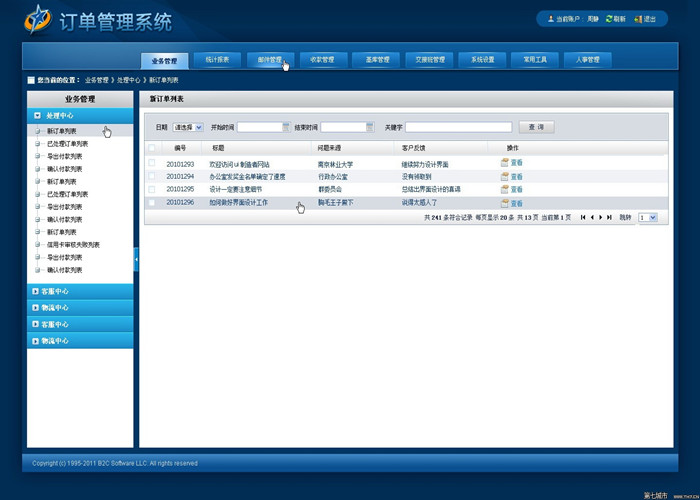 订单管理系统
当前账户： 周静 刷新 退出
业务管理 统计报表 邮件管理 收款管理 库管理 交接班管理 系统设置 常用工具 人事管理
您当前的位置： 业务管理 》处理中心 》新订单列表
业务管理
处理中心
新订单列表
已处理订单列表
导出付款列表
确认付款列表
新订单列表
已处理订单列表
导出付款列表
确认付款列表
新订单列表
信用卡审核失败列表
导出付款列表
确认付款列表
客服中心
物流中心
客服中心
物流中心
新订单列表
日期 请选择 开始时间 结束时间 关键字 查 询
编号 标题 问题来源 客户反馈 操作
20101293 欢迎访问UI制造者网站 南京林业大学 继续努力设计界面 查看
20101294 办公室奖金名单确定了速度 行政办公室 没有领取到 查看
20101295 设计一定要注意细节 群委员会 总结出界面设计的真谛 查看
20101296 如何做好界面设计工作 胸毛王子殿下 说得太感人了 查看
共 241 条符合记录 每页显示 20 条 共 13 页 当前第 1 页 跳转 1
Copyright (c) 1995-2011 B2C Software LLC. All rights reserved
第七城市